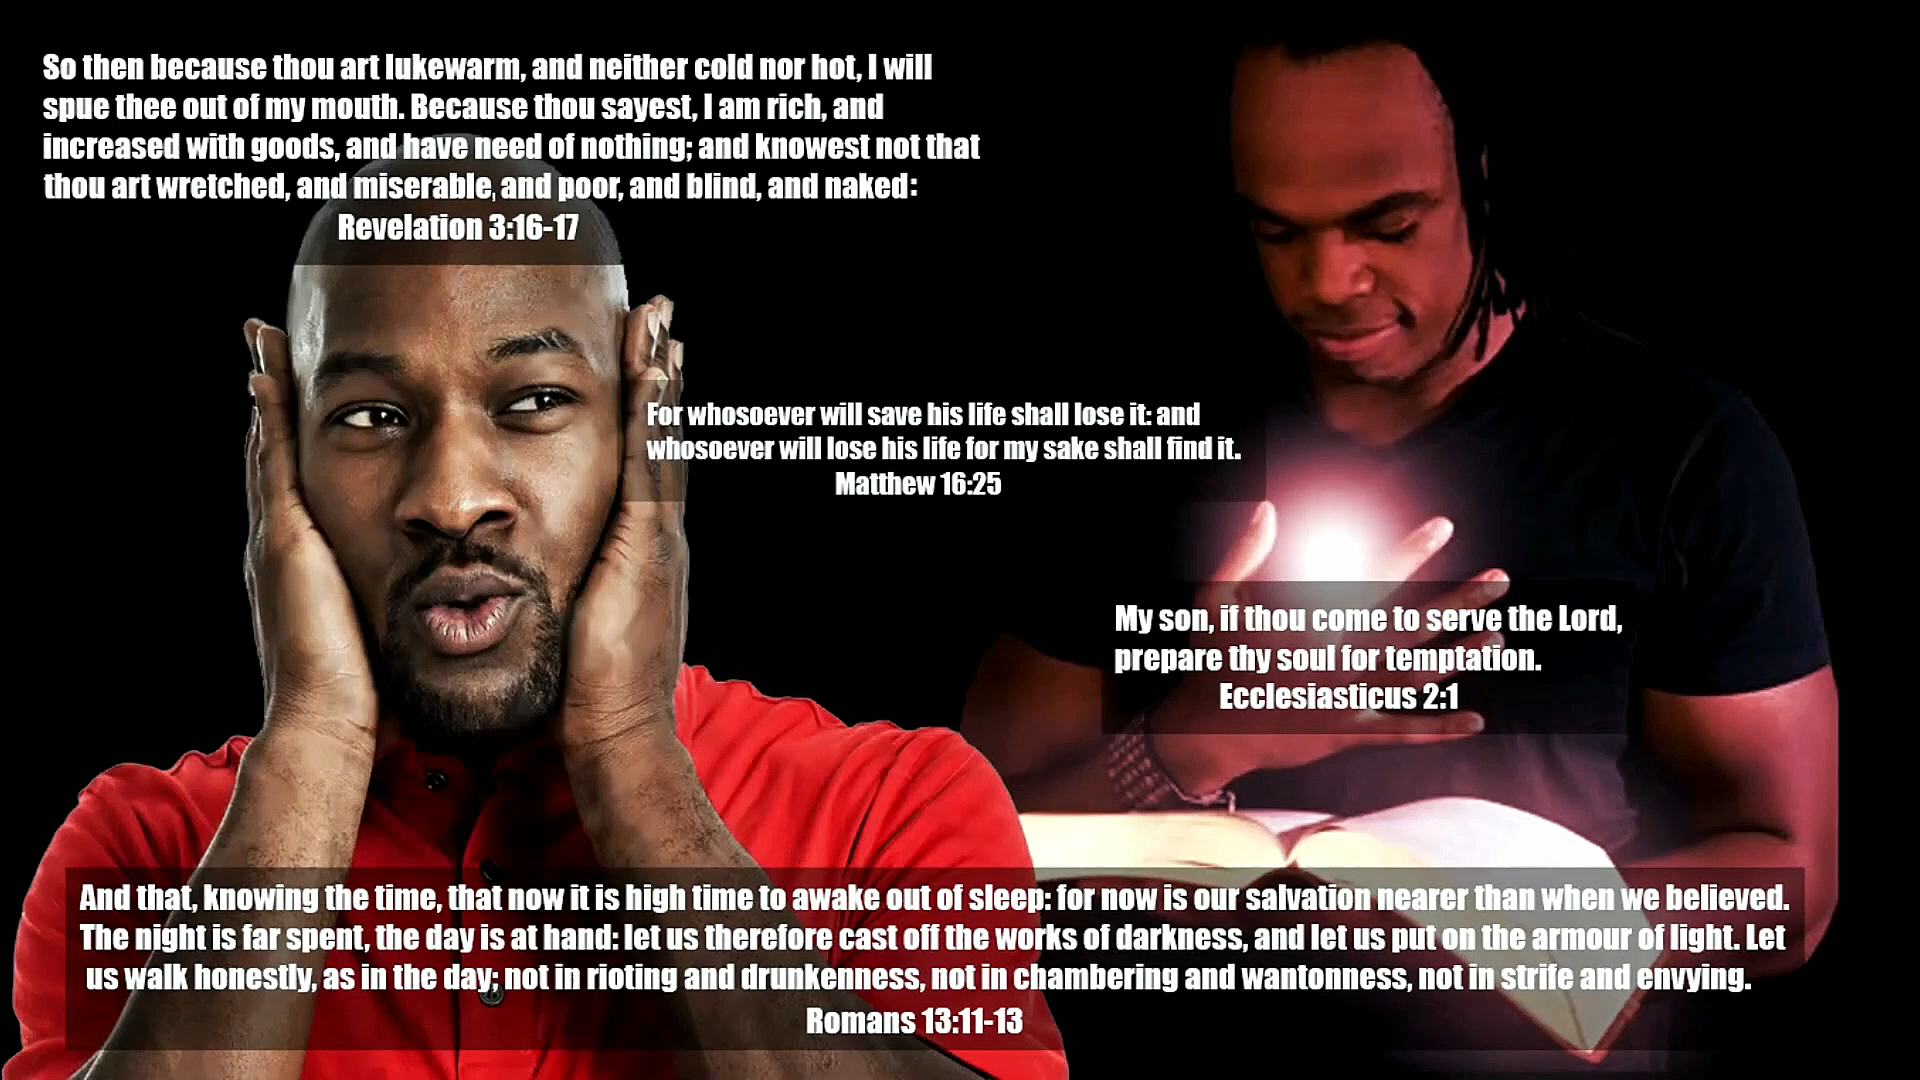 So then because thou art lukewarm, and neither cold nor hot, I will
spue thee out of my mouth. Because thou sayest, I am rich, and
increased with goods, and have need of nothing; and knowest not that
thou art wretched, and miserable, and poor, and blind, and naked:
Revelation 3:16-17
For whosoever will save his life shall lose it: and
whosoever will lose his life for my sake shall find it.
Matthew 16:25
My son, if thou come to serve the Lord,
prepare thy soul for temptation.
Ecclesiasticus 2:1
And that, knowing the time, that now it is high time to awake out of sleep: for now is our salvation nearer than when we believed.
The night is far spent, the day is at hand: let us therefore cast off the works of darkness, and let us put on the armour of light. Let
us walk honestly, as in the day; not in rioting and drunkenness, not in chambering and wantonness, not in strife and envying.
Romans 13:11-13